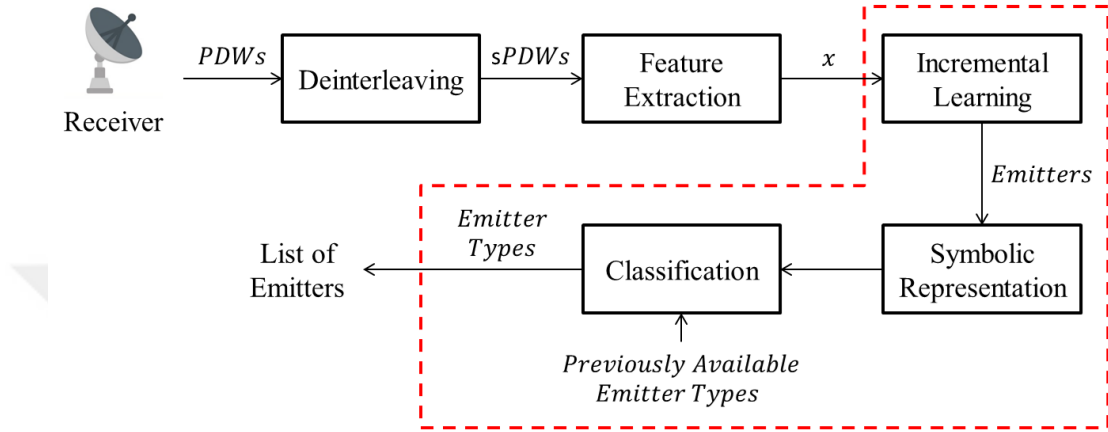 PDWs
Deinterleaving
sPDWs
Feature
Extraction
x
Incremental
Learning
Receiver
Emitters
Emitter
Types
List of
Emitters
Classification
Symbolic
Representation
Previously Available
Emitter Types